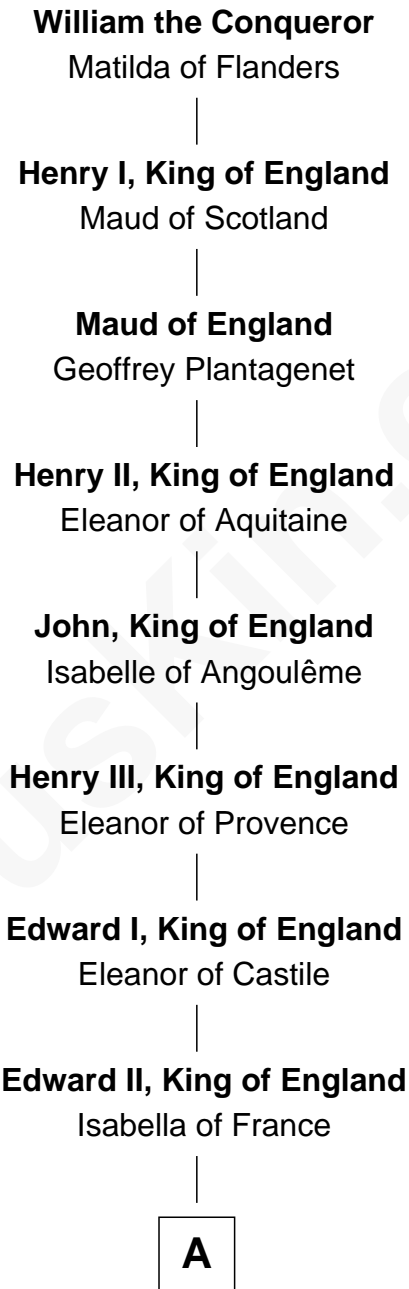 William the Conqueror
Matilda of Flanders
Henry I, King of England
Maud of Scotland
Maud of England
Geoffrey Plantagenet
Henry II, King of England
Eleanor of Aquitaine
John, King of England
Isabelle of Angoulême
Henry III, King of England
Eleanor of Provence
Edward I, King of England
Eleanor of Castile
Edward II, King of England
Isabella of France
A